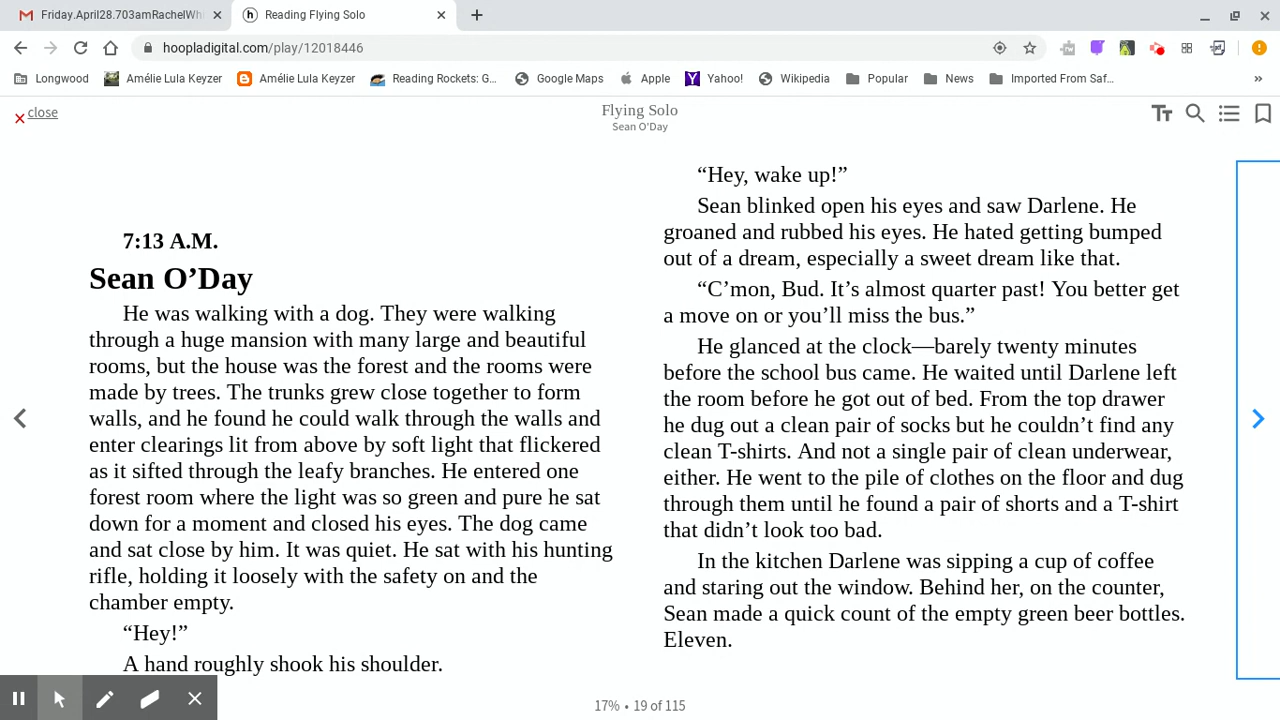 Friday.April28.703amRachelWh
Reading Flying Solo
hoopladigital.com/play/12018446
Longwood
Amélie Lula Keyzer
Amélie Lula Keyzer
Reading Rockets: G...
Google Maps
Apple
Yahoo!
Wikipedia
Popular
News
Imported From Saf...
close
Flying Solo
Sean O'Day
7:13 A.M.
Sean O’Day
He was walking with a dog. They were walking
through a huge mansion with many large and beautiful
rooms, but the house was the forest and the rooms were
made by trees. The trunks grew close together to form
walls, and he found he could walk through the walls and
enter clearings lit from above by soft light that flickered
as it sifted through the leafy branches. He entered one
forest room where the light was so green and pure he sat
down for a moment and closed his eyes. The dog came
and sat close by him. It was quiet. He sat with his hunting
rifle, holding it loosely with the safety on and the
chamber empty.
“Hey!”
A hand roughly shook his shoulder.
“Hey, wake up!”
Sean blinked open his eyes and saw Darlene. He
groaned and rubbed his eyes. He hated getting bumped
out of a dream, especially a sweet dream like that.
“C’mon, Bud. It’s almost quarter past! You better get
a move on or you’ll miss the bus.”
He glanced at the clock—barely twenty minutes
before the school bus came. He waited until Darlene left
the room before he got out of bed. From the top drawer
he dug out a clean pair of socks but he couldn’t find any
clean T-shirts. And not a single pair of clean underwear,
either. He went to the pile of clothes on the floor and dug
through them until he found a pair of shorts and a T-shirt
that didn’t look too bad.
In the kitchen Darlene was sipping a cup of coffee
and staring out the window. Behind her, on the counter,
Sean made a quick count of the empty green beer bottles.
Eleven.
17% • 19 of 115